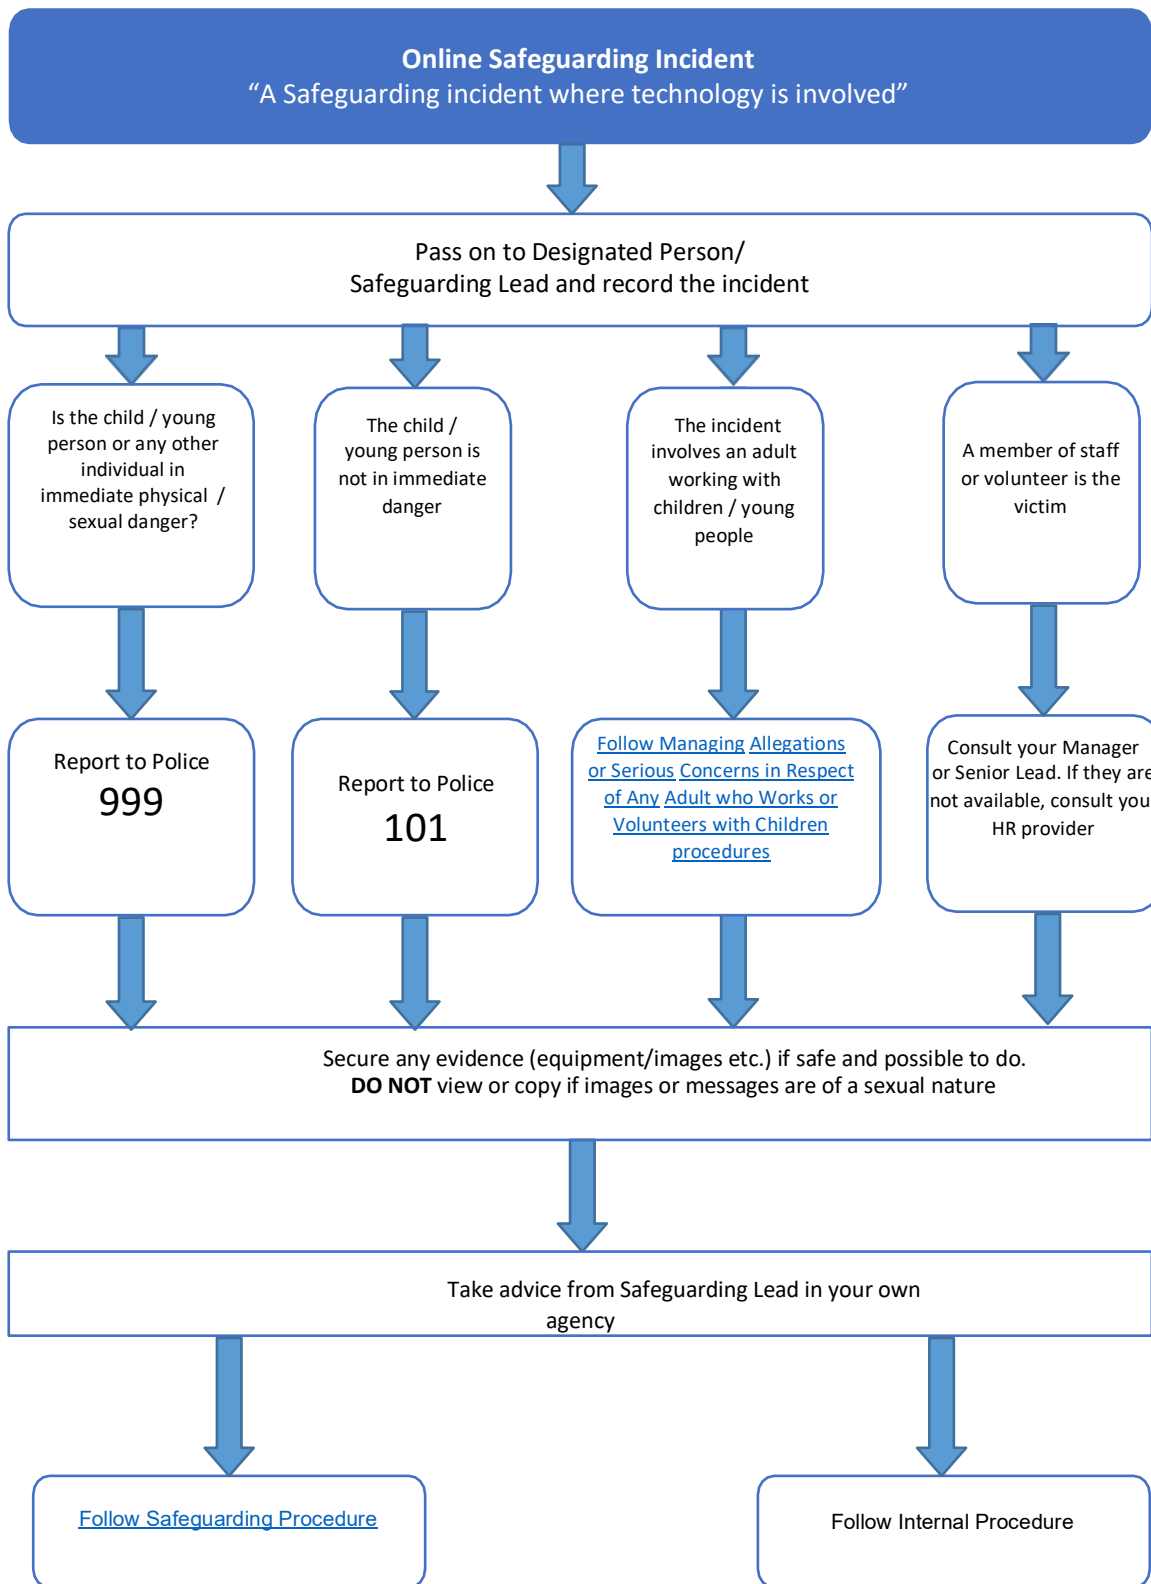 Online Safeguarding Incident
“A Safeguarding incident where technology is involved”
Pass on to Designated Person/
Safeguarding Lead and record the incident
Is the child / young
person or any other
individual in
immediate physical /
sexual danger?
The child /
young person is
not in immediate
danger
The incident
involves an adult
working with
children / young
people
A member of staff
or volunteer is the
victim
Report to Police
999
Report to Police
101
Follow Managing Allegations
or Serious Concerns in Respect
of Any Adult who Works or
Volunteers with Children
procedures
Consult your Manager
or Senior Lead. If they are
not available, consult you
HR provider
Secure any evidence (equipment/images etc.) if safe and possible to do.
DO NOT view or copy if images or messages are of a sexual nature
Take advice from Safeguarding Lead in your own
agency
Follow Safeguarding Procedure
Follow Internal Procedure